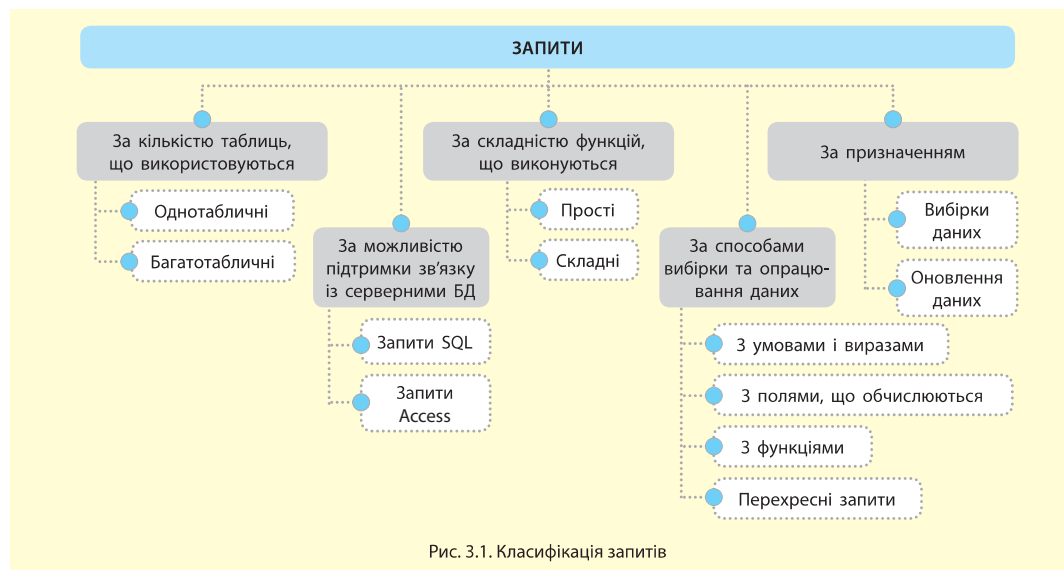 ЗАПИТИ
За кількістю таблиць,
що використовуються
Однотабличні
Багатотабличні
За можливістю
підтримки зв'язку
із серверними БД
Запити SQL
Запити
Access
За складністю функцій,
що виконуються
Прості
Складні
За способами
вибірки та опрацю-
вання даних
З умовами і виразами
З полями, що обчислюються
З функціями
Перехресні запити
За призначенням
Вибірки
даних
Оновлення
даних
Рис. 3.1. Класифікація запитів